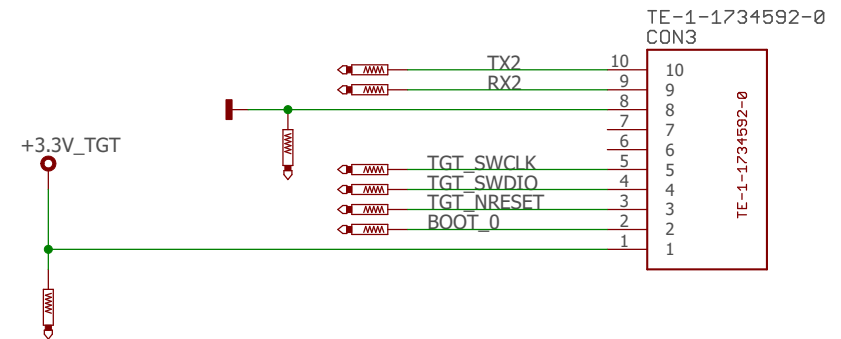 TE-1-1734592-0
CON3
TX2 10 10
RX2 9 9
8 8
7 7
+3.3V_TGT 6 6
TGT_SWCLK 5 5
TGT_SWDIO 4 4
TGT_NRESET 3 3
BOOT_0 2 2
1 1
TE-1-1734592-0